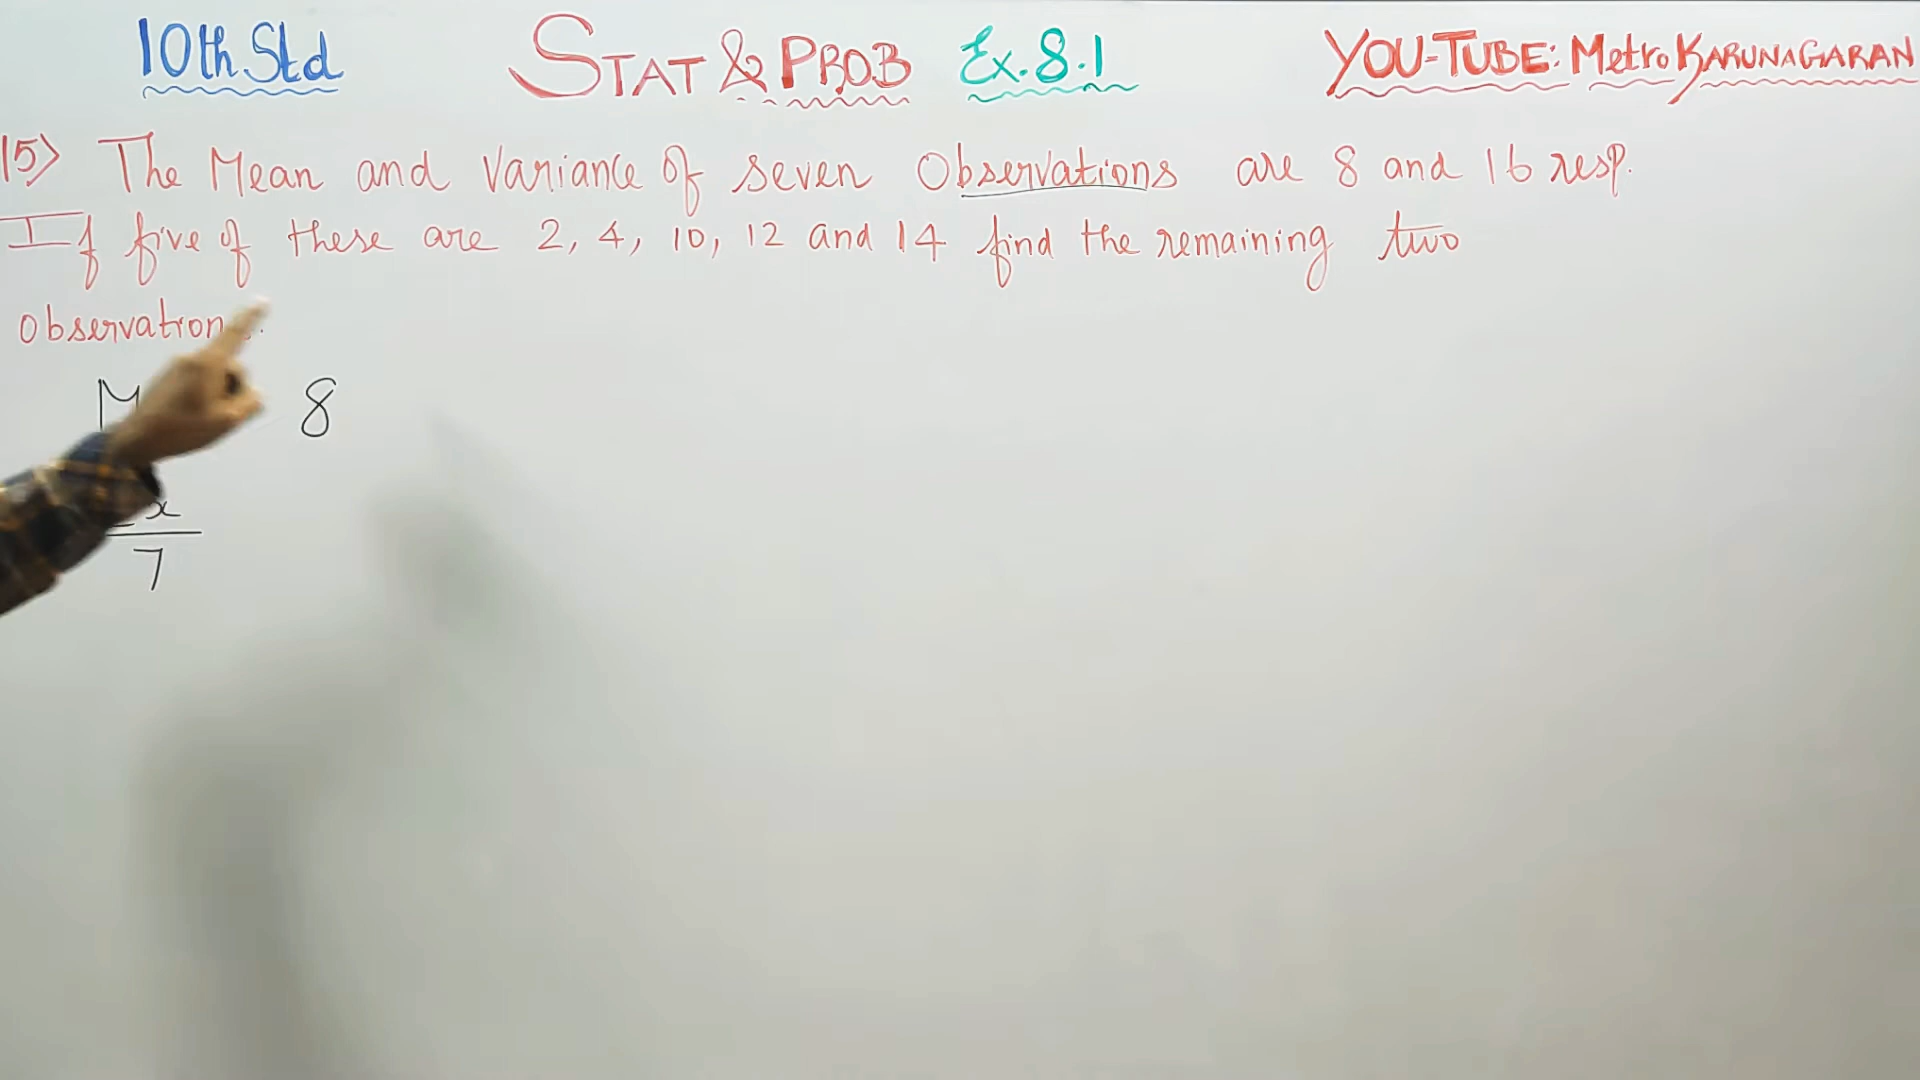 10th Std STAT & PROB Ex. 8.1 YOU-TUBE: Metro KARUNAGARAN
15) The Mean and Variance of seven Observations are 8 and 16 resp.
If five of these are 2, 4, 10, 12 and 14 find the remaining two
observation
8
x
7